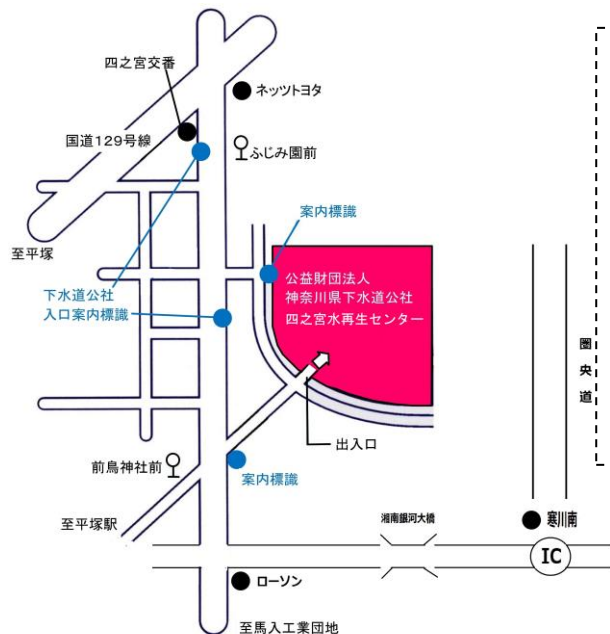 四之宮交番
ネッツトヨタ
国道129号線
ふじみ園前
案内標識
至平塚
公益財団法人
神奈川県下水道公社
四之宮水再生センター
下水道公社
入口案内標識
圏央道
出入口
前鳥神社前
案内標識
至平塚駅
湘南銀河大橋
寒川南
IC
ローソン
至馬入工業団地